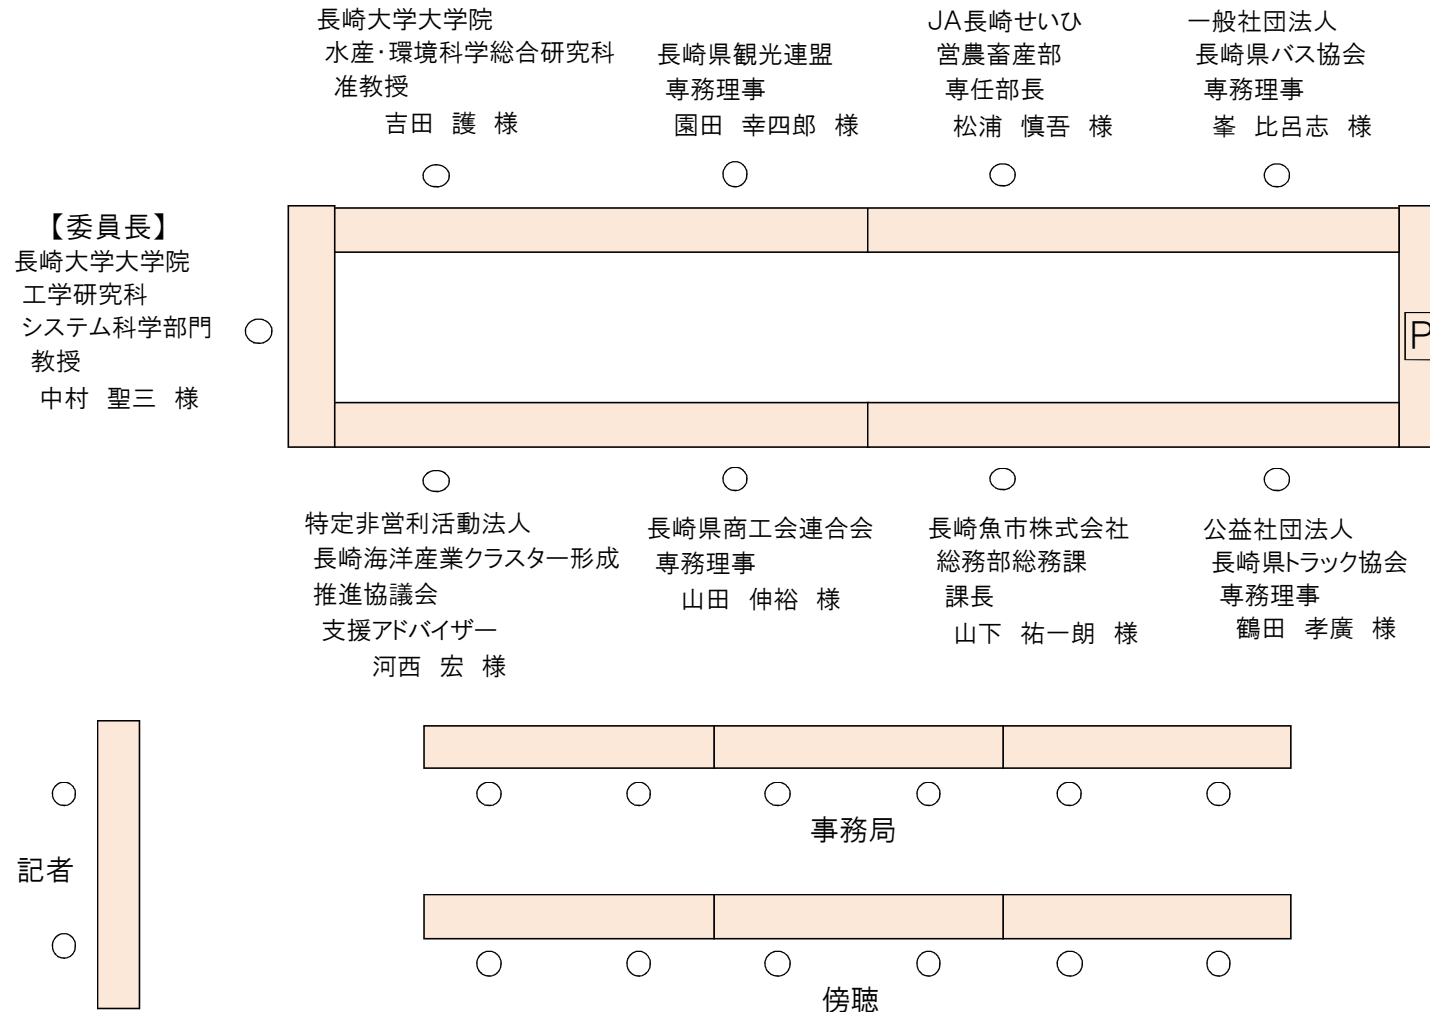 長崎大学大学院
水産・環境科学総合研究科
准教授
吉田 護 様
長崎県観光連盟
専務理事
園田 幸四郎 様
JA長崎せいひ
営農畜産部
専任部長
松浦 慎吾 様
一般社団法人
長崎県バス協会
専務理事
峯 比呂志 様
【委員長】
長崎大学大学院
工学研究科
システム科学部門
教授
中村 聖三 様
P
特定非営利活動法人
長崎海洋産業クラスター形成
推進協議会
支援アドバイザー
河西 宏 様
長崎県商工会連合会
専務理事
山田 伸裕 様
長崎魚市株式会社
総務部総務課
課長
山下 祐一朗 様
公益社団法人
長崎県トラック協会
専務理事
鶴田 孝廣 様
記者
事務局
傍聴